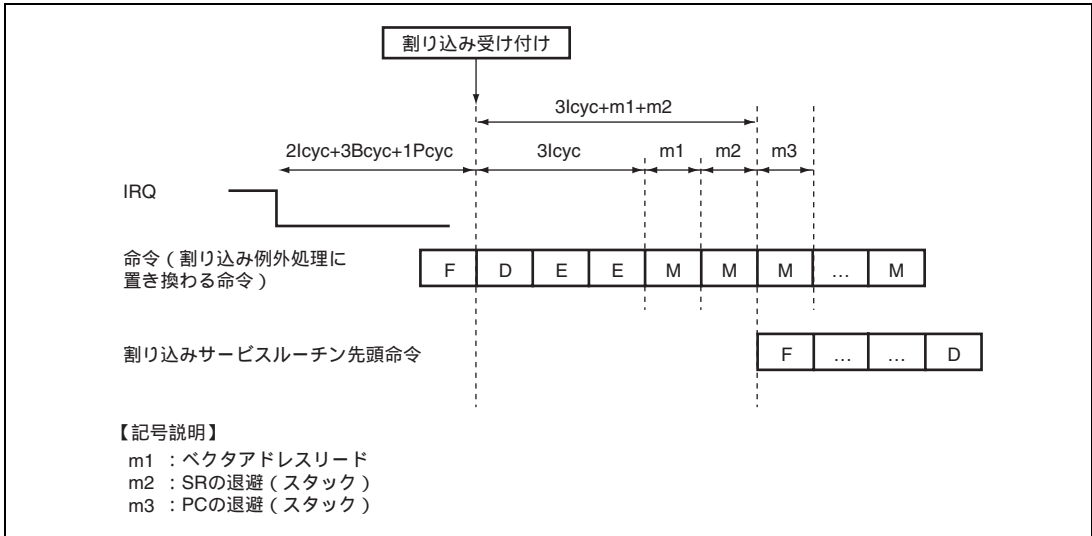 割り込み受け付け
3Icyc+m1+m2
2Icyc+3Bcyc+1Pcyc 3Icyc m1 m2 m3
IRQ
命令（割り込み例外処理に
置き換わる命令）
F D E E M M M … M
割り込みサービスルーチン先頭命令
F … … D
【記号説明】
m1 ：ベクタアドレスリード
m2 ：SRの退避（スタック）
m3 ：PCの退避（スタック）